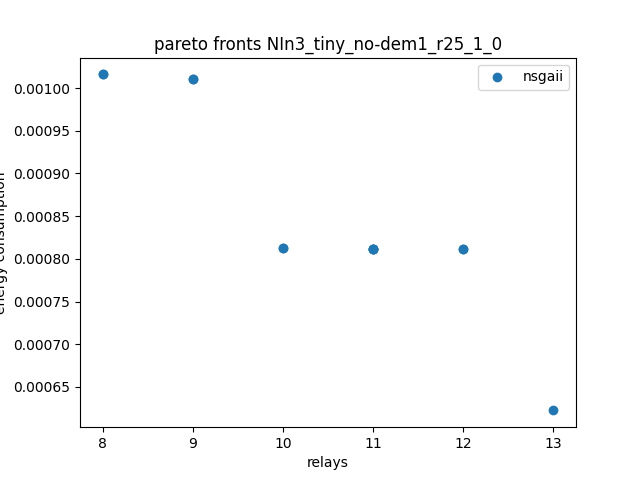 pareto fronts NIn3_tiny_no-dem1_r25_1_0
nsgaii
0.00100
0.00095
0.00090
0.00085
0.00080
0.00075
0.00070
0.00065
energy consumption
8 9 10 11 12 13
relays